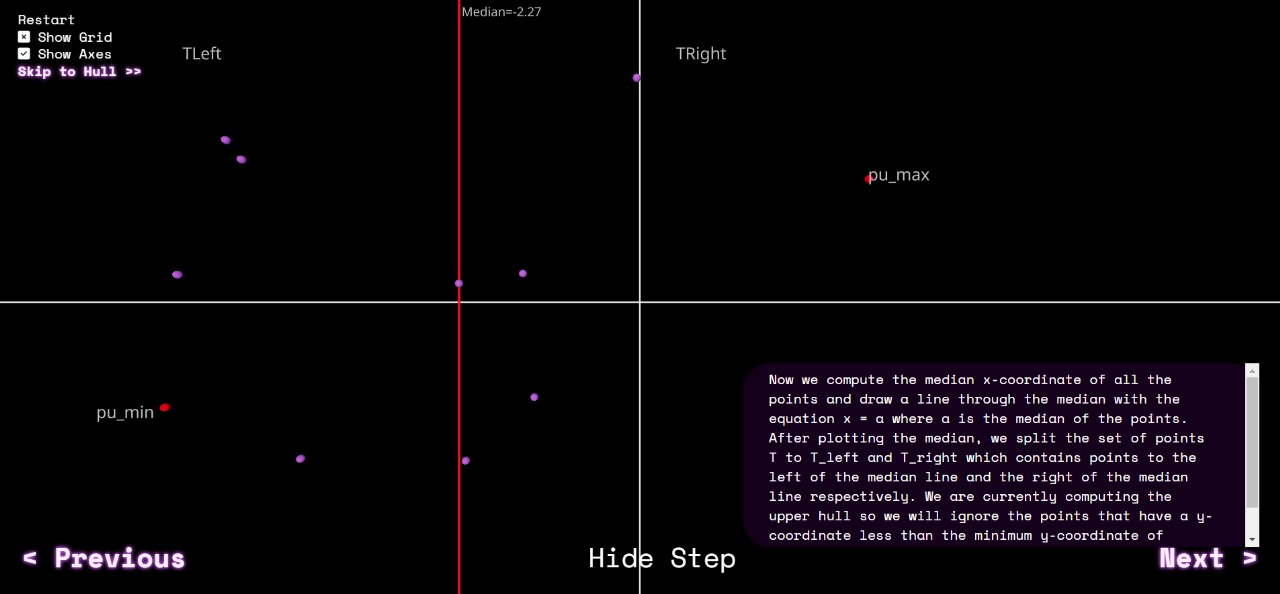 Restart
Show Grid
Show Axes
Skip to Hull >>
TLeft
Median=-2.27
TRight
pu_max
pu_min
Now we compute the median x-coordinate of all the
points and draw a line through the median with the
equation x = a where a is the median of the points.
After plotting the median, we split the set of points
T to T_left and T_right which contains points to the
left of the median line and the right of the median
line respectively. We are currently computing the
upper hull so we will ignore the points that have a y-
coordinate less than the minimum y-coordinate of
< Previous
Hide Step
Next >